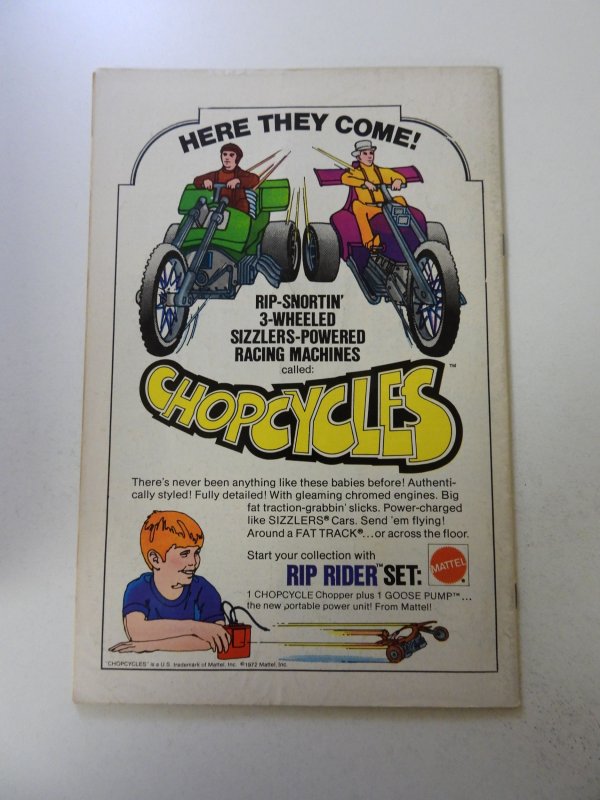 HERE THEY COME!
RIP-SNORTIN'
3-WHEELED
SIZZLERS-POWERED
RACING MACHINES
called:
CHOPCYCLES™
There's never been anything like these babies before! Authenti-
cally styled! Fully detailed! With gleaming chromed engines. Big
fat traction-grabbin' slicks. Power-charged
like SIZZLERS® Cars. Send 'em flying!
Around a FAT TRACK®...or across the floor.
Start your collection with
RIP RIDER™ SET:
MATTEL
®
1 CHOPCYCLE Chopper plus 1 GOOSE PUMP™...
the new portable power unit! From Mattel!
"CHOPCYCLES" is a U.S. trademark of Mattel, Inc. ©1972 Mattel, Inc.